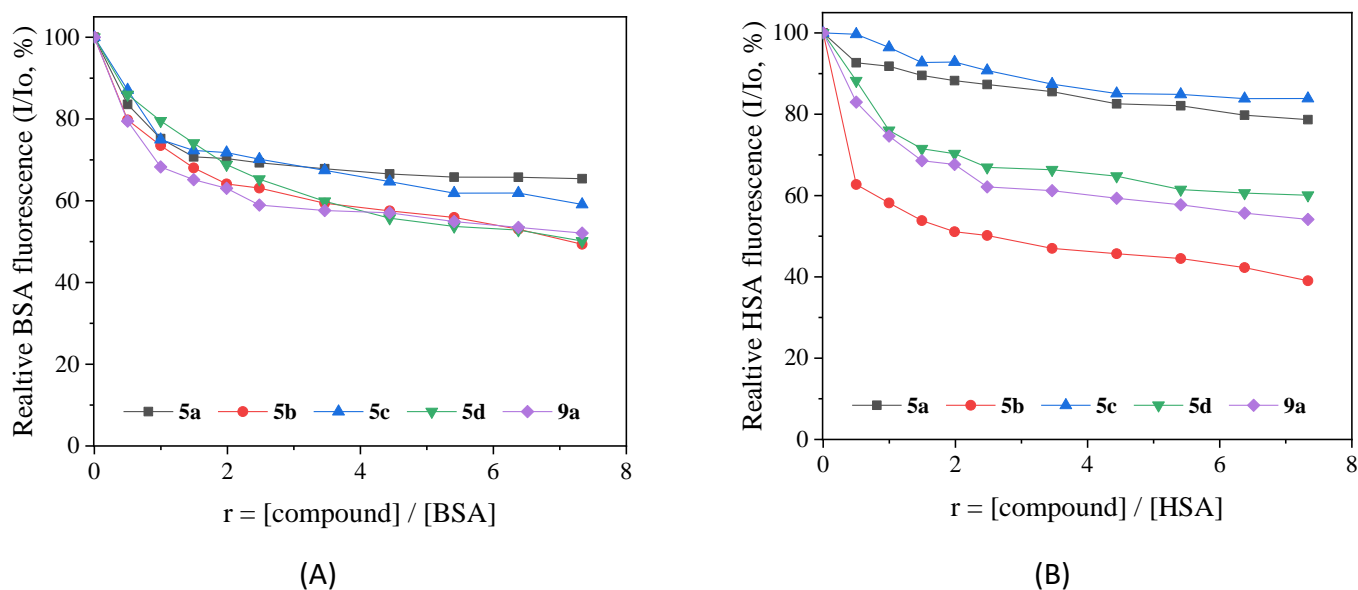 Realtive BSA fluorescence (I/Io, %)
100
80
60
40
20
0
5a 5b 5c 5d 9a
0 2 4 6 8
r = [compound] / [BSA]
(A)
Realtive HSA fluorescence (I/Io, %)
100
80
60
40
20
0
5a 5b 5c 5d 9a
0 2 4 6 8
r = [compound] / [HSA]
(B)